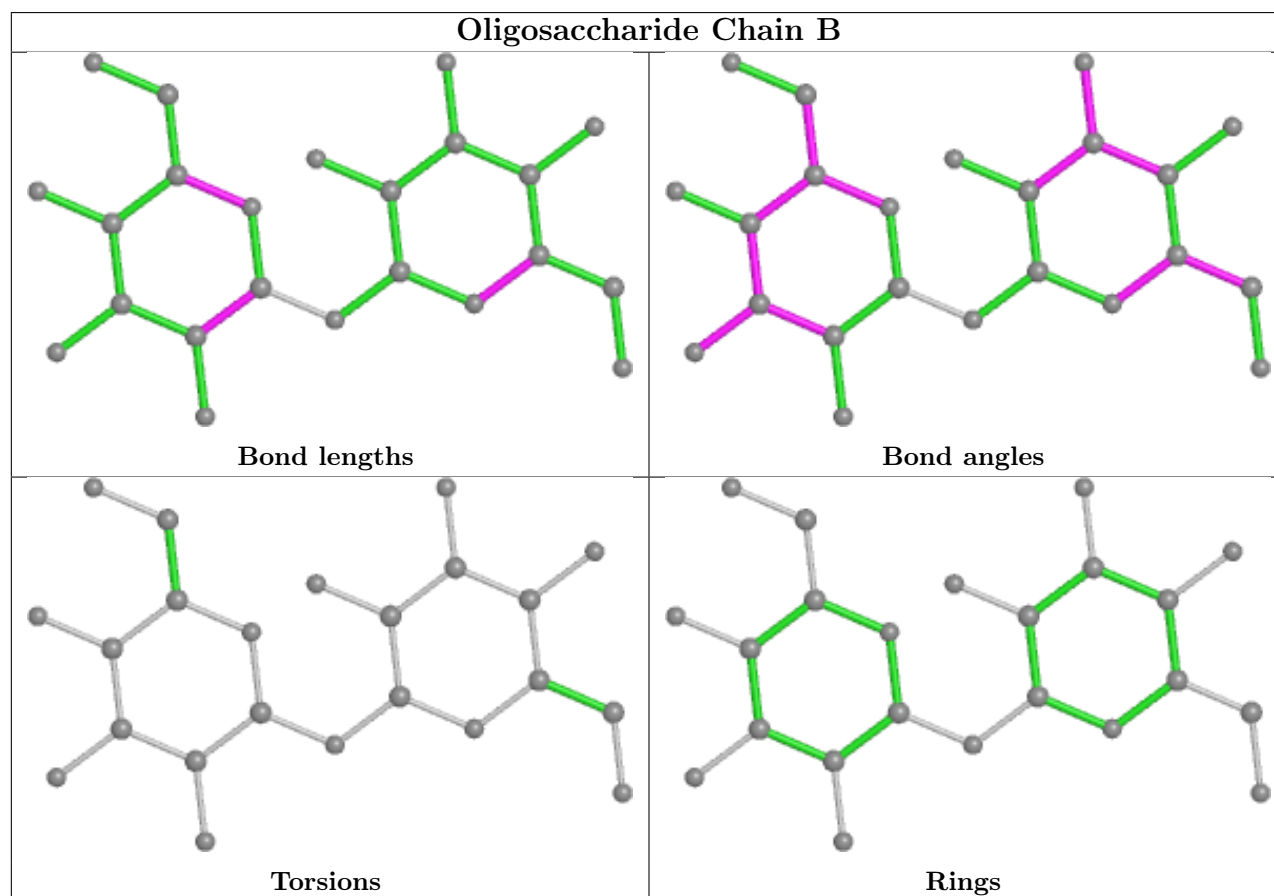 Oligosaccharide Chain B
Bond lengths
Bond angles
Torsions
Rings